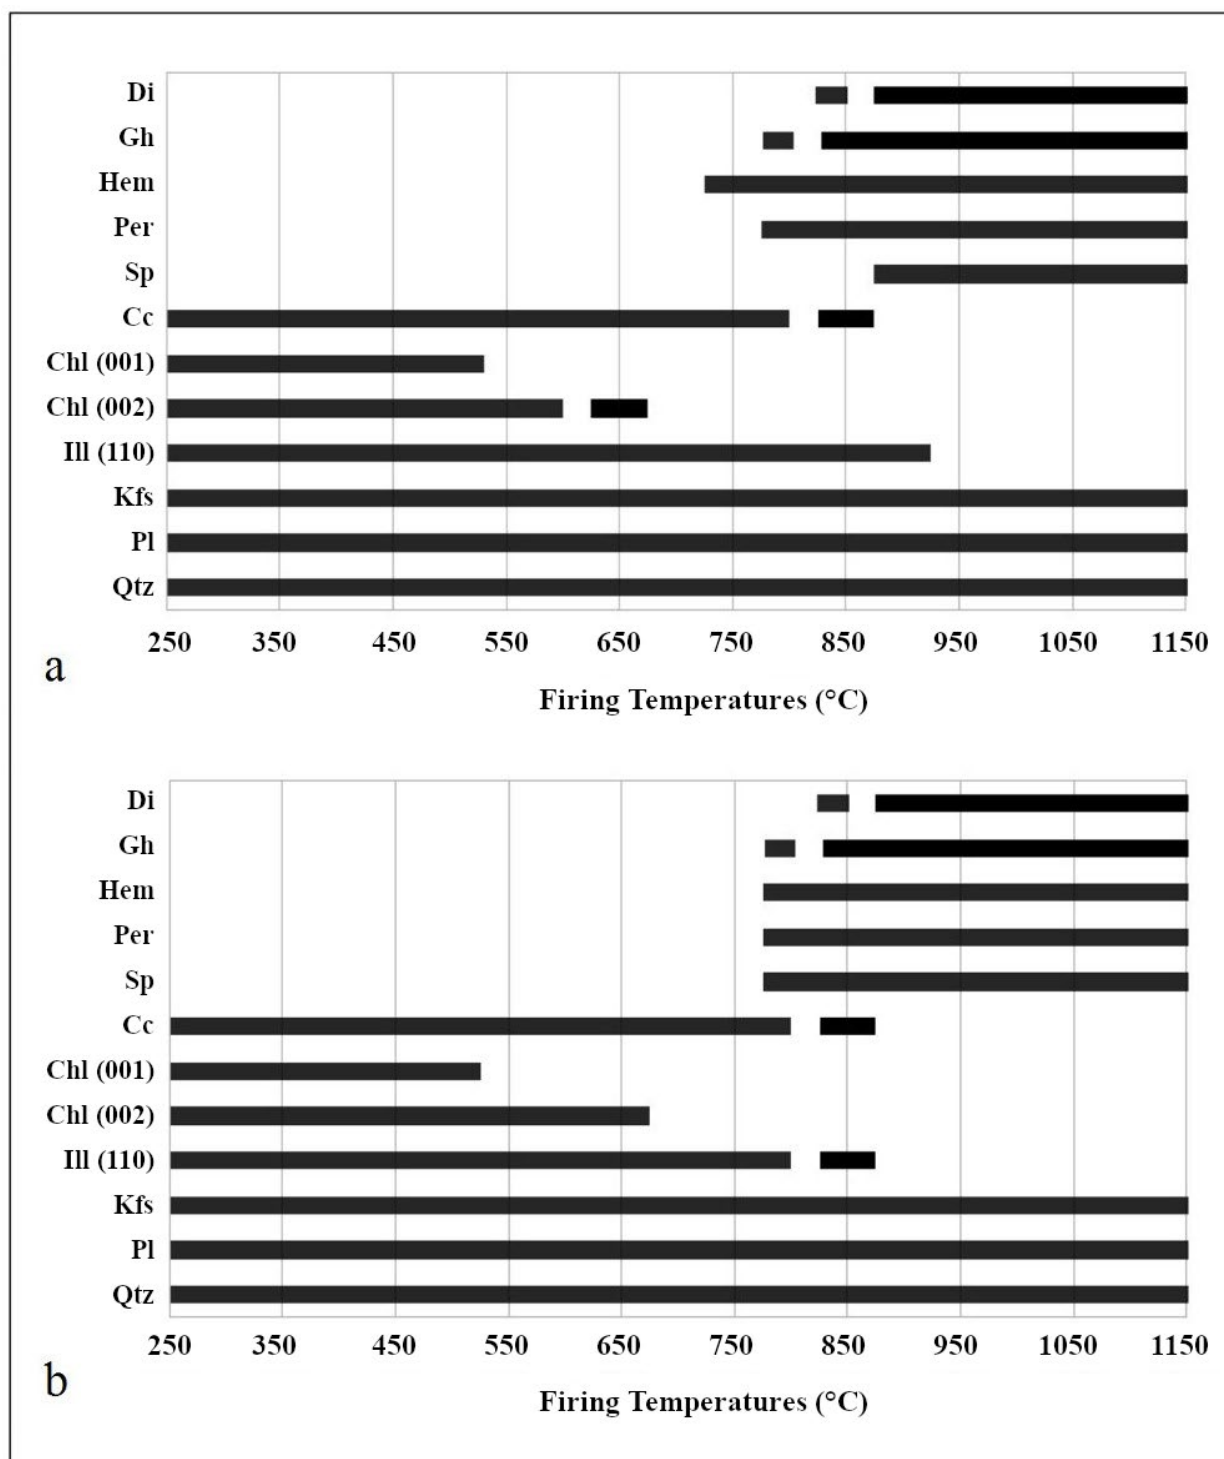 Di
Gh
Hem
Per
Sp
Cc
Chl (001)
Chl (002)
Ill (110)
Kfs
Pl
Qtz
250 350 450 550 650 750 850 950 1050 1150
a
Firing Temperatures (°C)
Di
Gh
Hem
Per
Sp
Cc
Chl (001)
Chl (002)
Ill (110)
Kfs
Pl
Qtz
250 350 450 550 650 750 850 950 1050 1150
b
Firing Temperatures (°C)